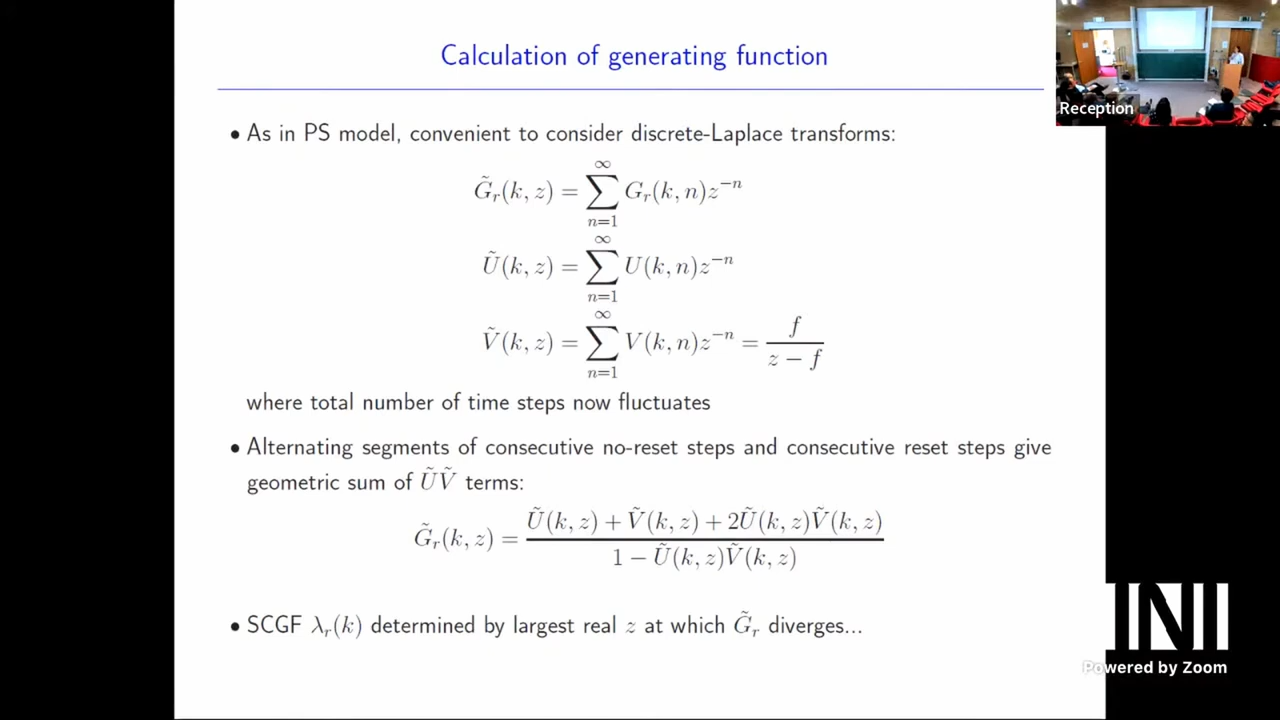 Calculation of generating function
• As in PS model, convenient to consider discrete-Laplace transforms:
G̃_r(k, z) = ∑_{n=1}^{∞} G_r(k, n)z^{−n}
Ũ(k, z) = ∑_{n=1}^{∞} U(k, n)z^{−n}
Ṽ(k, z) = ∑_{n=1}^{∞} V(k, n)z^{−n} = f / (z − f)
where total number of time steps now fluctuates
• Alternating segments of consecutive no-reset steps and consecutive reset steps give
geometric sum of ŨṼ terms:
G̃_r(k, z) = (Ũ(k, z) + Ṽ(k, z) + 2Ũ(k, z)Ṽ(k, z)) / (1 − Ũ(k, z)Ṽ(k, z))
• SCGF λ_r(k) determined by largest real z at which G̃_r diverges...
Reception
INI
Powered by Zoom